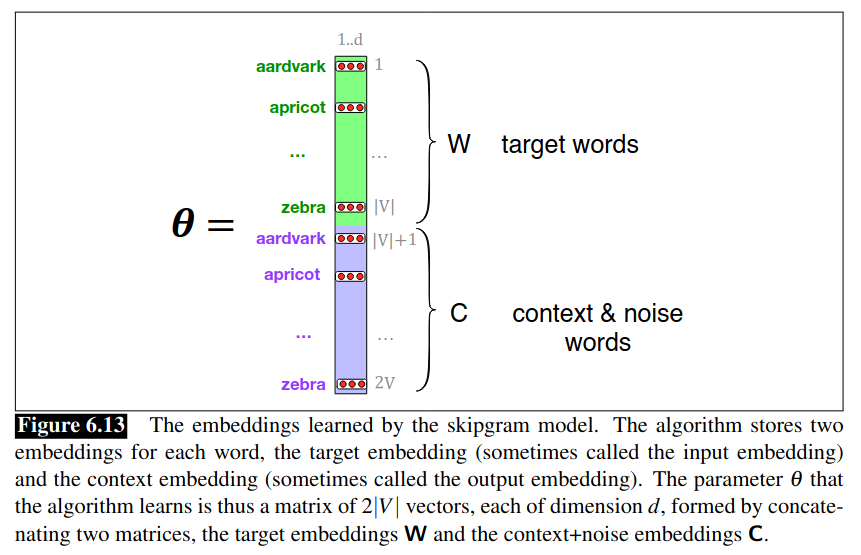 1..d
aardvark 1
apricot
... ...
zebra |V|
W target words
θ =
aardvark |V|+1
apricot
... ...
zebra 2V
C context & noise
words
Figure 6.13 The embeddings learned by the skipgram model. The algorithm stores two
embeddings for each word, the target embedding (sometimes called the input embedding)
and the context embedding (sometimes called the output embedding). The parameter θ that
the algorithm learns is thus a matrix of 2|V| vectors, each of dimension d, formed by concate-
nating two matrices, the target embeddings W and the context+noise embeddings C.